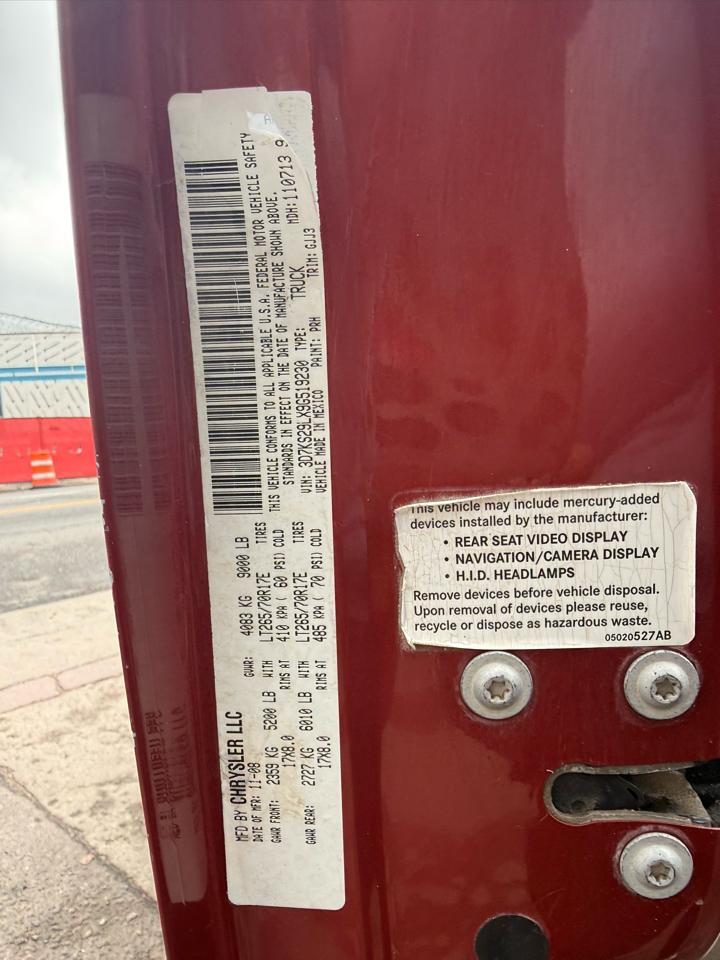 MFD BY CHRYSLER LLC
DATE OF MFR: 11-08 GVWR: 4083 KG 9000 LB
GAWR FRONT: 2359 KG 5200 LB WITH LT265/70R17E TIRES
17X8.0 RIMS AT 410 KPA ( 60 PSI) COLD
GAWR REAR: 2727 KG 6010 LB WITH LT265/70R17E TIRES
17X8.0 RIMS AT 485 KPA ( 70 PSI) COLD
THIS VEHICLE CONFORMS TO ALL APPLICABLE U.S.A. FEDERAL MOTOR VEHICLE SAFETY
STANDARDS IN EFFECT ON THE DATE OF MANUFACTURE SHOWN ABOVE.
VIN: 3D7KS29LX9G519230 TYPE: TRUCK MDH: 110713 9
VEHICLE MADE IN MEXICO PAINT: PRH TRIM: GJJ3
This vehicle may include mercury-added
devices installed by the manufacturer:
• REAR SEAT VIDEO DISPLAY
• NAVIGATION/CAMERA DISPLAY
• H.I.D. HEADLAMPS
Remove devices before vehicle disposal.
Upon removal of devices please reuse,
recycle or dispose as hazardous waste.
05020527AB